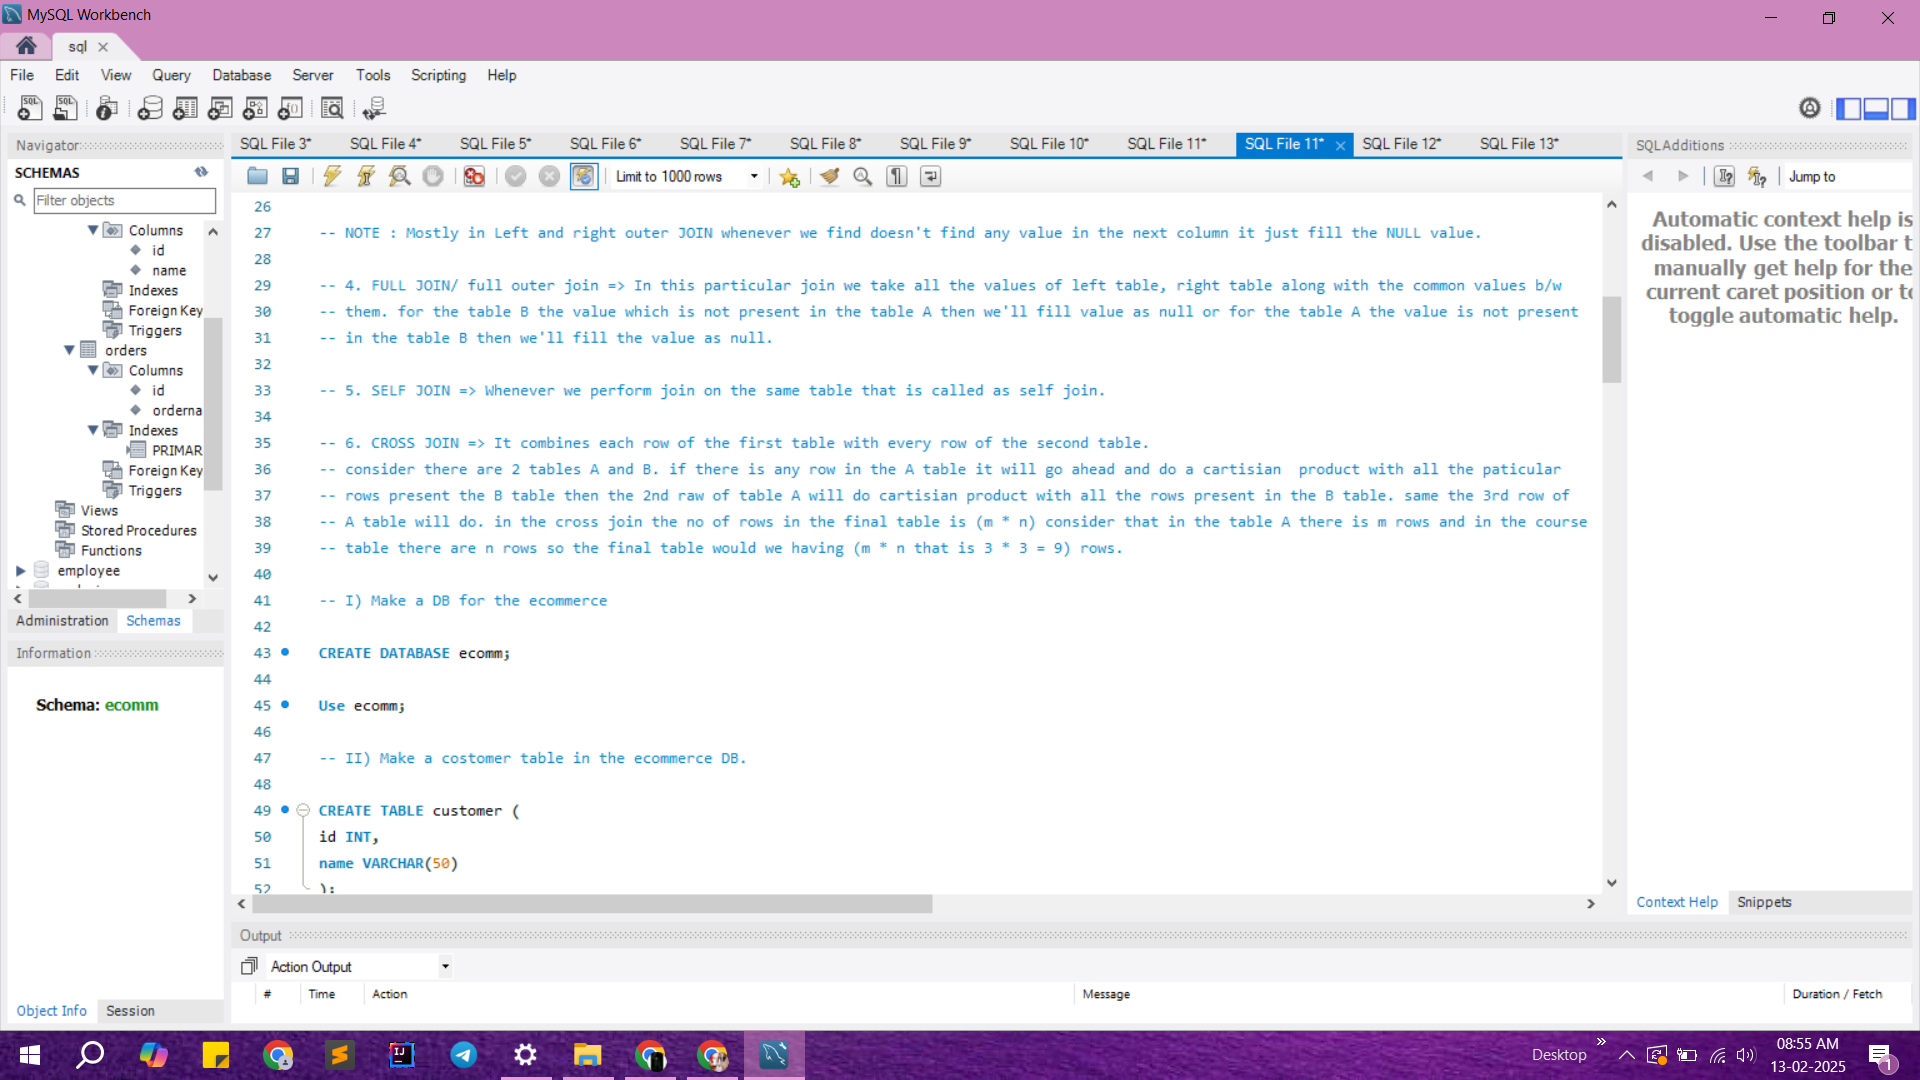 MySQL Workbench
sql
File Edit View Query Database Server Tools Scripting Help
Navigator
SCHEMAS
Filter objects
Columns
id
name
Indexes
Foreign Key
Triggers
orders
Columns
id
orderna
Indexes
PRIMAR
Foreign Key
Triggers
Views
Stored Procedures
Functions
employee
Administration Schemas
Information
Schema: ecomm
Object Info Session
SQL File 3* SQL File 4* SQL File 5* SQL File 6* SQL File 7* SQL File 8* SQL File 9* SQL File 10* SQL File 11* SQL File 11* SQL File 12* SQL File 13*
Limit to 1000 rows
26
27 -- NOTE : Mostly in Left and right outer JOIN whenever we find doesn't find any value in the next column it just fill the NULL value.
28
29 -- 4. FULL JOIN/ full outer join => In this particular join we take all the values of left table, right table along with the common values b/w
30 -- them. for the table B the value which is not present in the table A then we'll fill value as null or for the table A the value is not present
31 -- in the table B then we'll fill the value as null.
32
33 -- 5. SELF JOIN => Whenever we perform join on the same table that is called as self join.
34
35 -- 6. CROSS JOIN => It combines each row of the first table with every row of the second table.
36 -- consider there are 2 tables A and B. if there is any row in the A table it will go ahead and do a cartisian  product with all the paticular
37 -- rows present the B table then the 2nd raw of table A will do cartisian product with all the rows present in the B table. same the 3rd row of
38 -- A table will do. in the cross join the no of rows in the final table is (m * n) consider that in the table A there is m rows and in the course
39 -- table there are n rows so the final table would we having (m * n that is 3 * 3 = 9) rows.
40
41 -- I) Make a DB for the ecommerce
42
43 CREATE DATABASE ecomm;
44
45 Use ecomm;
46
47 -- II) Make a costomer table in the ecommerce DB.
48
49 CREATE TABLE customer (
50 id INT,
51 name VARCHAR(50)
52 );
SQLAdditions
Jump to
Automatic context help is
disabled. Use the toolbar t
manually get help for the
current caret position or to
toggle automatic help.
Context Help Snippets
Output
Action Output
# Time Action Message Duration / Fetch
Desktop
08:55 AM
13-02-2025
1